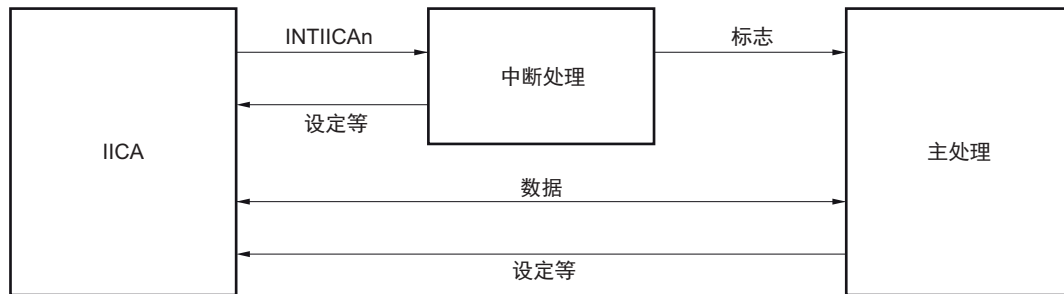 INTIICAn
标志
中断处理
设定等
IICA
主处理
数据
设定等